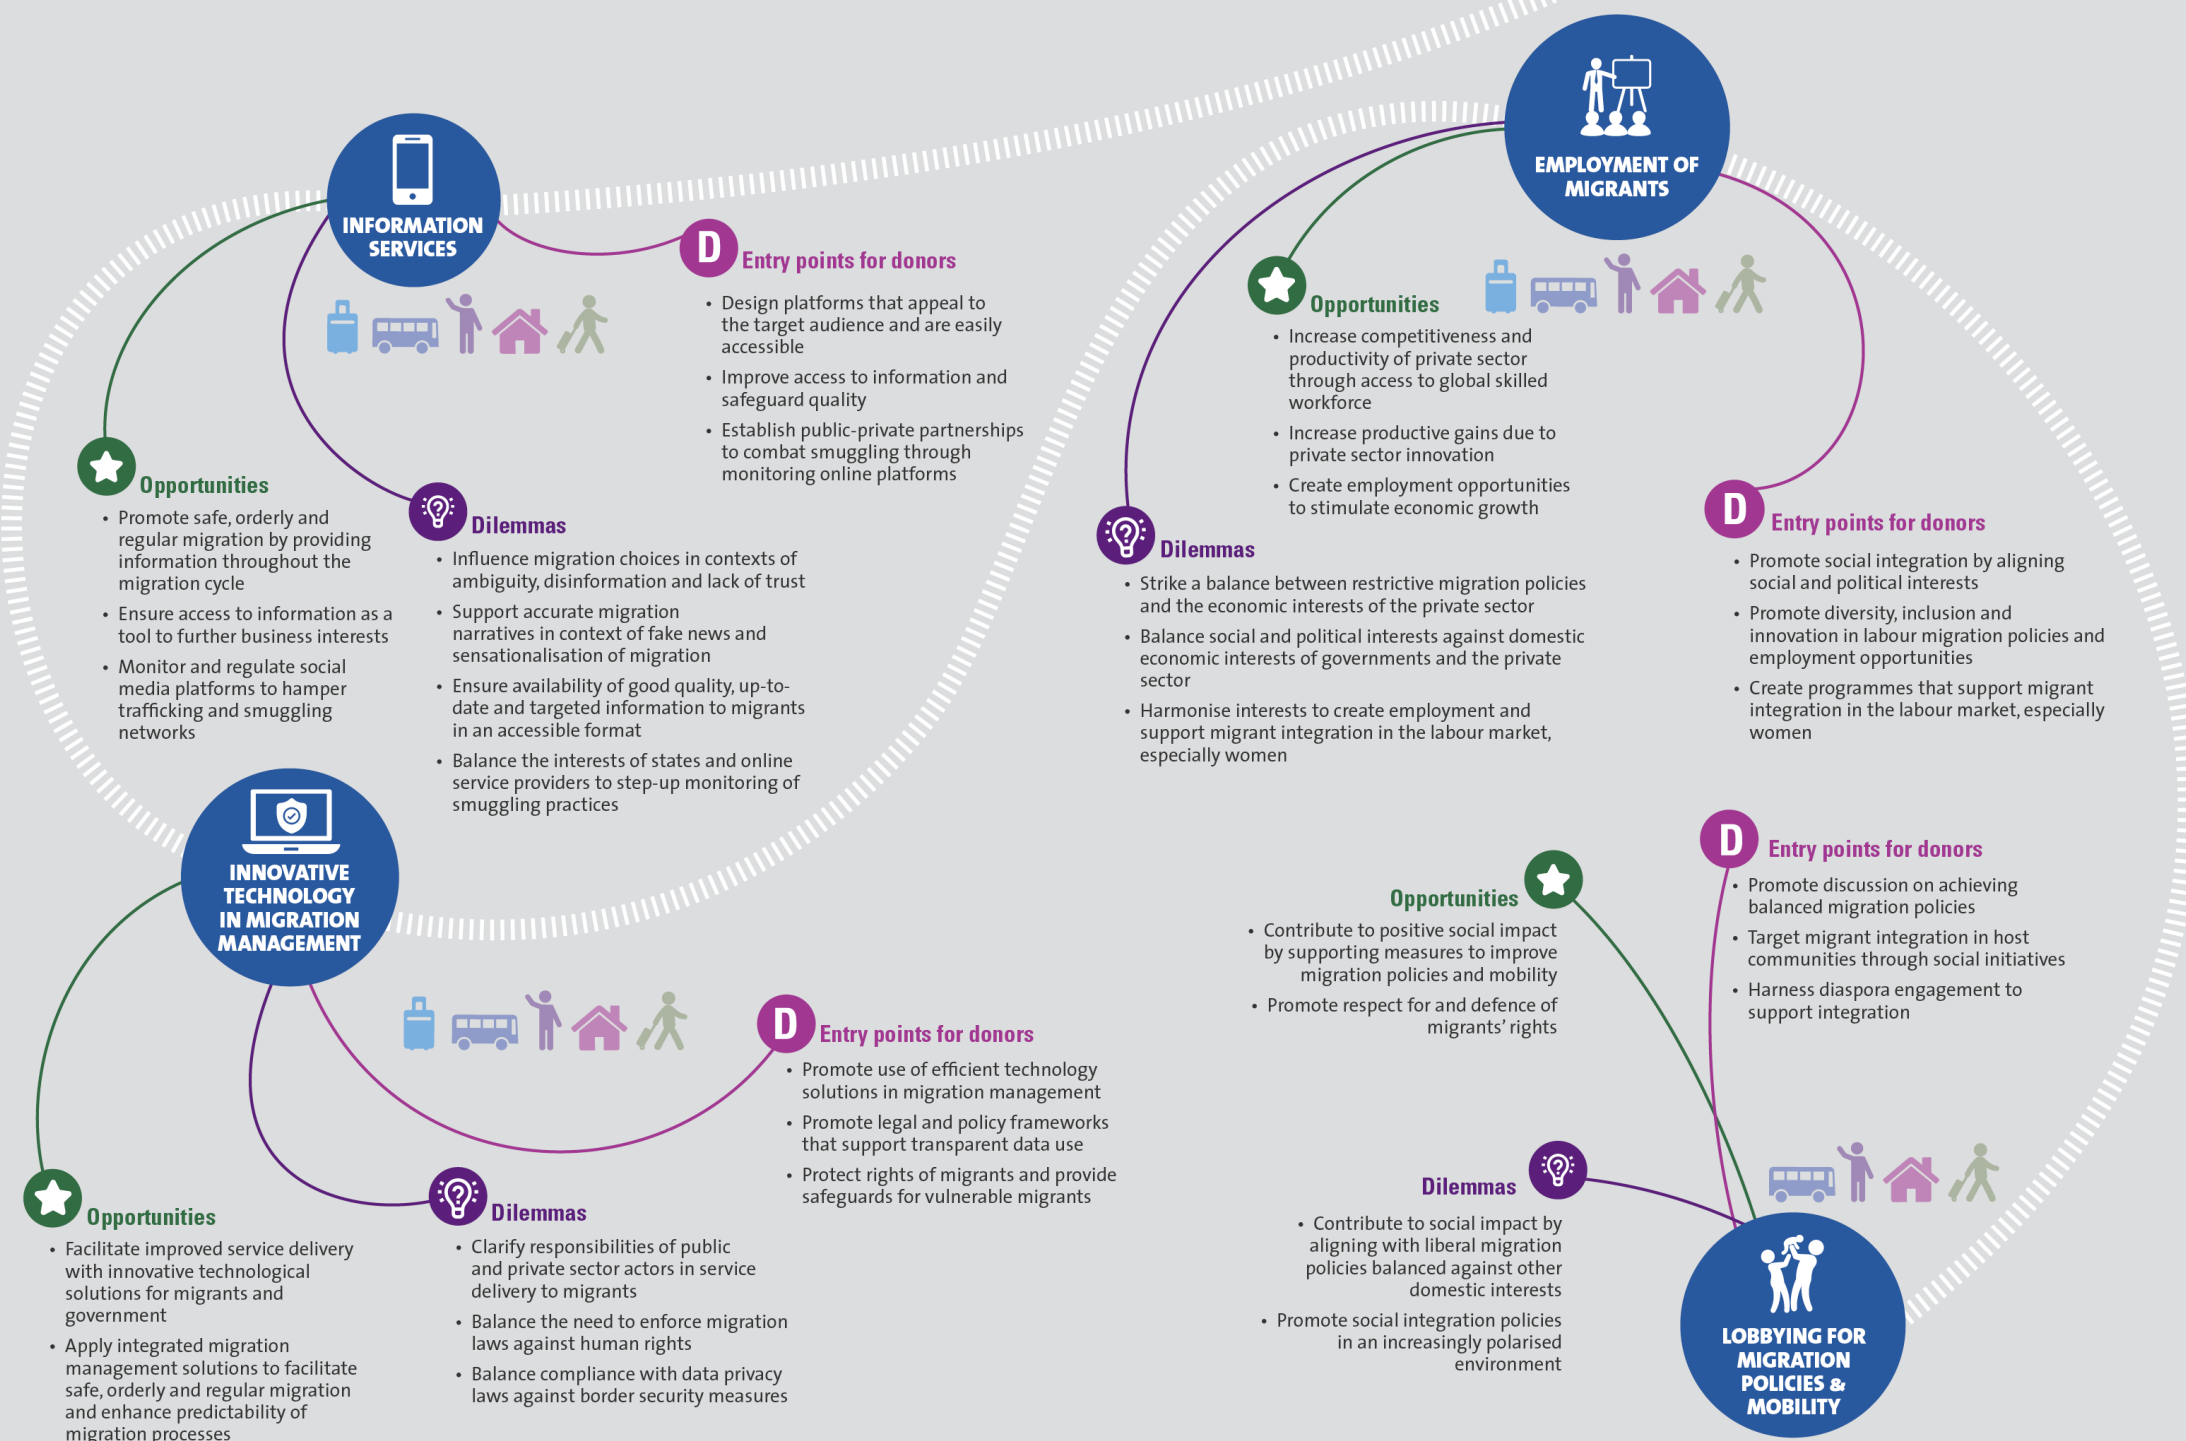 INFORMATION
SERVICES
D
Entry points for donors
• Design platforms that appeal to
the target audience and are easily
accessible
• Improve access to information and
safeguard quality
• Establish public-private partnerships
to combat smuggling through
monitoring online platforms
Opportunities
• Promote safe, orderly and
regular migration by providing
information throughout the
migration cycle
• Ensure access to information as a
tool to further business interests
• Monitor and regulate social
media platforms to hamper
trafficking and smuggling
networks
Dilemmas
• Influence migration choices in contexts of
ambiguity, disinformation and lack of trust
• Support accurate migration
narratives in context of fake news and
sensationalisation of migration
• Ensure availability of good quality, up-to-
date and targeted information to migrants
in an accessible format
• Balance the interests of states and online
service providers to step-up monitoring of
smuggling practices
INNOVATIVE
TECHNOLOGY
IN MIGRATION
MANAGEMENT
D
Entry points for donors
• Promote use of efficient technology
solutions in migration management
• Promote legal and policy frameworks
that support transparent data use
• Protect rights of migrants and provide
safeguards for vulnerable migrants
Opportunities
• Facilitate improved service delivery
with innovative technological
solutions for migrants and
government
• Apply integrated migration
management solutions to facilitate
safe, orderly and regular migration
and enhance predictability of
migration processes
Dilemmas
• Clarify responsibilities of public
and private sector actors in service
delivery to migrants
• Balance the need to enforce migration
laws against human rights
• Balance compliance with data privacy
laws against border security measures
EMPLOYMENT OF
MIGRANTS
Opportunities
• Increase competitiveness and
productivity of private sector
through access to global skilled
workforce
• Increase productive gains due to
private sector innovation
• Create employment opportunities
to stimulate economic growth
Dilemmas
• Strike a balance between restrictive migration policies
and the economic interests of the private sector
• Balance social and political interests against domestic
economic interests of governments and the private
sector
• Harmonise interests to create employment and
support migrant integration in the labour market,
especially women
D
Entry points for donors
• Promote social integration by aligning
social and political interests
• Promote diversity, inclusion and
innovation in labour migration policies and
employment opportunities
• Create programmes that support migrant
integration in the labour market, especially
women
Opportunities
• Contribute to positive social impact
by supporting measures to improve
migration policies and mobility
• Promote respect for and defence of
migrants’ rights
D
Entry points for donors
• Promote discussion on achieving
balanced migration policies
• Target migrant integration in host
communities through social initiatives
• Harness diaspora engagement to
support integration
Dilemmas
• Contribute to social impact by
aligning with liberal migration
policies balanced against other
domestic interests
• Promote social integration policies
in an increasingly polarised
environment
LOBBYING FOR
MIGRATION
POLICIES &
MOBILITY